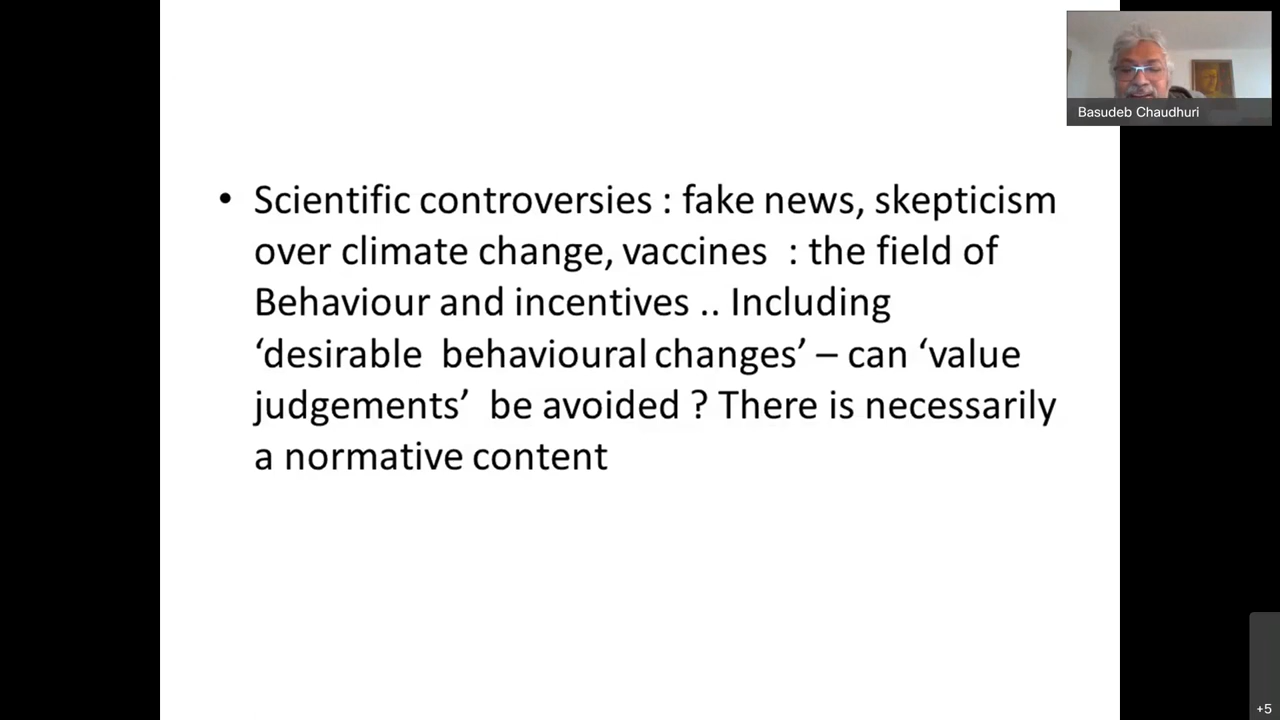 Basudeb Chaudhuri
• Scientific controversies : fake news, skepticism
over climate change, vaccines  : the field of
Behaviour and incentives .. Including
‘desirable  behavioural changes’ – can ‘value
judgements’  be avoided ? There is necessarily
a normative content
+5